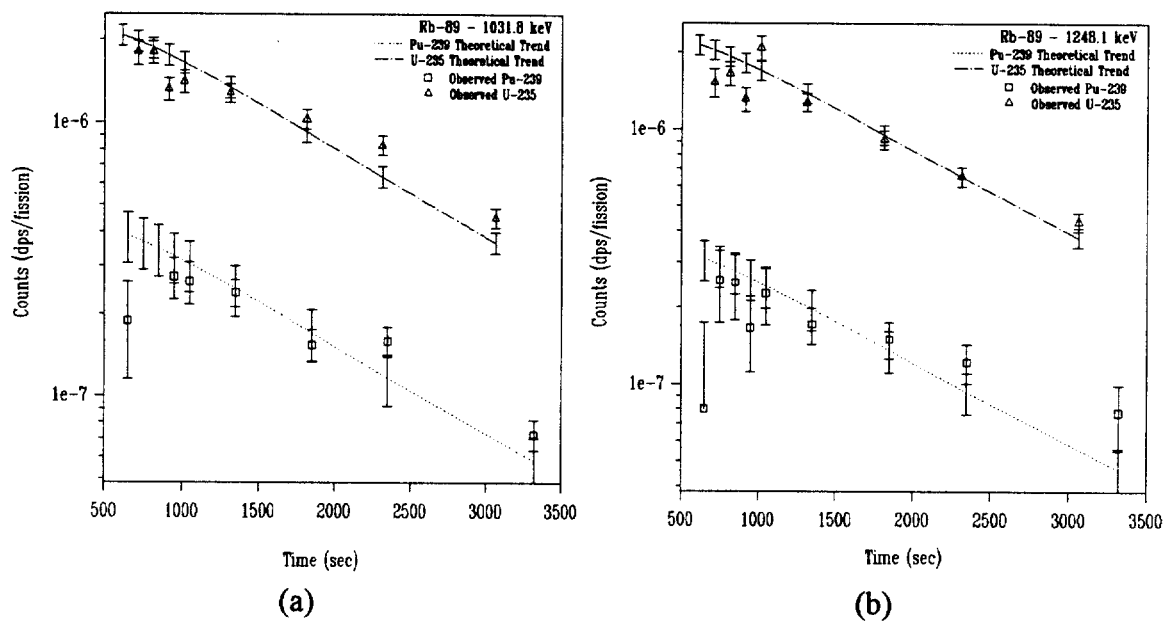 Rb-89 - 1031.8 keV
Pu-239 Theoretical Trend
U-235 Theoretical Trend
Observed Pu-239
Observed U-235
1e-6
1e-7
Counts (dps/fission)
500 1000 1500 2000 2500 3000 3500
Time (sec)
(a)
Rb-89 - 1248.1 keV
Pu-239 Theoretical Trend
U-235 Theoretical Trend
Observed Pu-239
Observed U-235
1e-6
1e-7
Counts (dps/fission)
500 1000 1500 2000 2500 3000 3500
Time (sec)
(b)